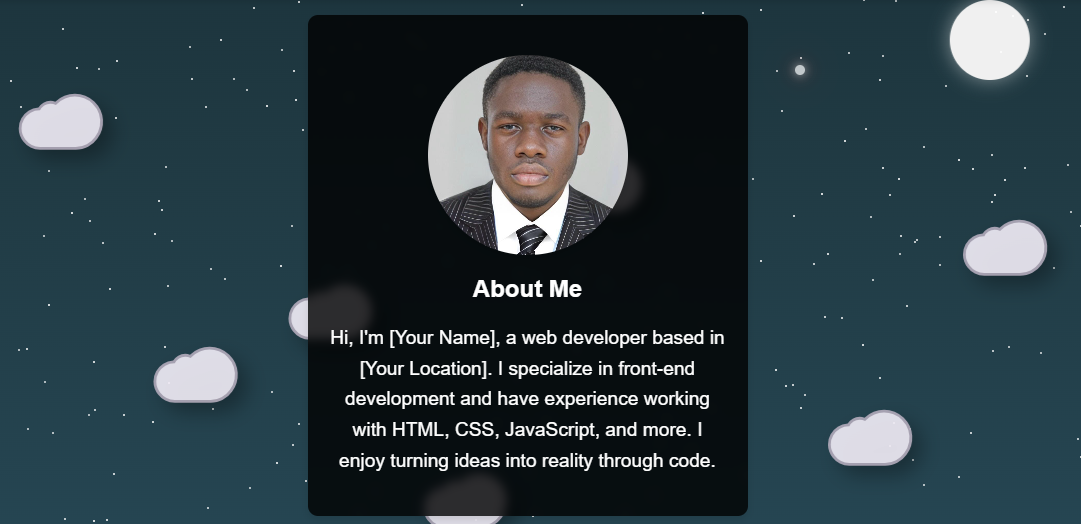 About Me
Hi, I'm [Your Name], a web developer based in
[Your Location]. I specialize in front-end
development and have experience working
with HTML, CSS, JavaScript, and more. I
enjoy turning ideas into reality through code.